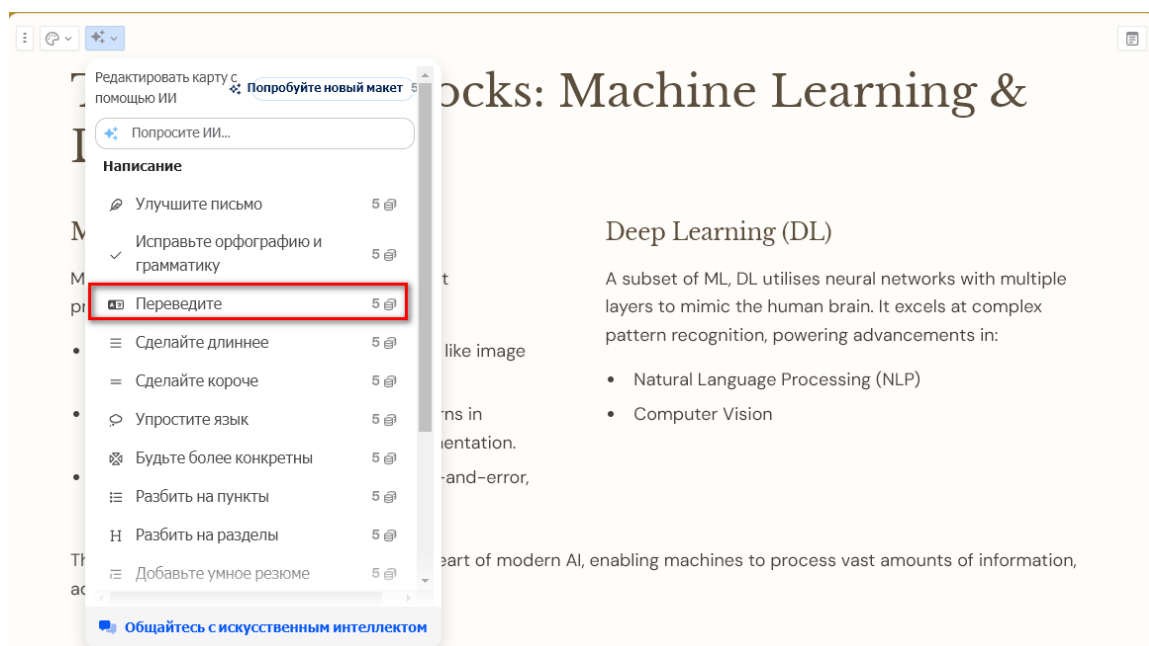 Редактировать карту с помощью ИИ
Попробуйте новый макет 5
ocks: Machine Learning &
Попросите ИИ...
Написание
Улучшите письмо 5
Исправьте орфографию и
грамматику 5
Переведите 5
Сделайте длиннее 5
Сделайте короче 5
Упростите язык 5
Будьте более конкретны 5
Разбить на пункты 5
Разбить на разделы 5
Добавьте умное резюме 5
Общайтесь с искусственным интеллектом
like image
rns in
entation.
-and-error,
Deep Learning (DL)
A subset of ML, DL utilises neural networks with multiple
layers to mimic the human brain. It excels at complex
pattern recognition, powering advancements in:
• Natural Language Processing (NLP)
• Computer Vision
eart of modern AI, enabling machines to process vast amounts of information,